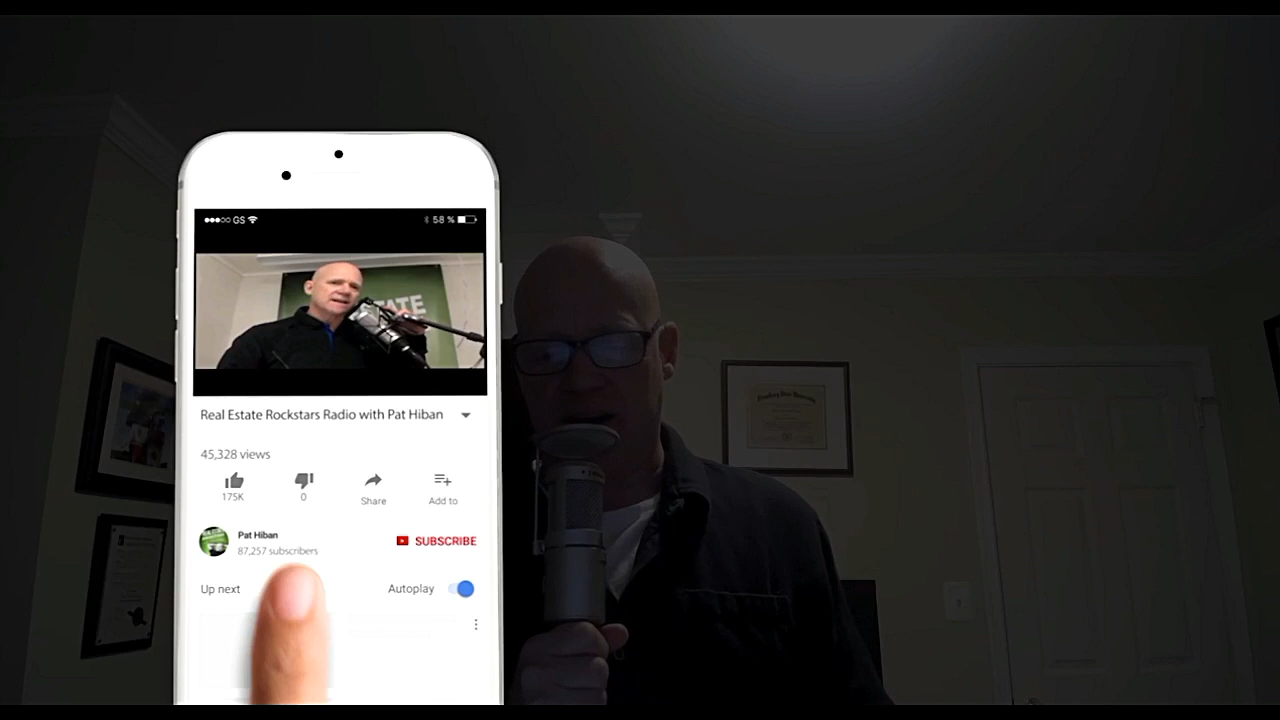 GS
58 %
STATE
Real Estate Rockstars Radio with Pat Hiban
45,328 views
175K
0
Share
Add to
Pat Hiban
87,257 subscribers
SUBSCRIBE
Up next
Autoplay